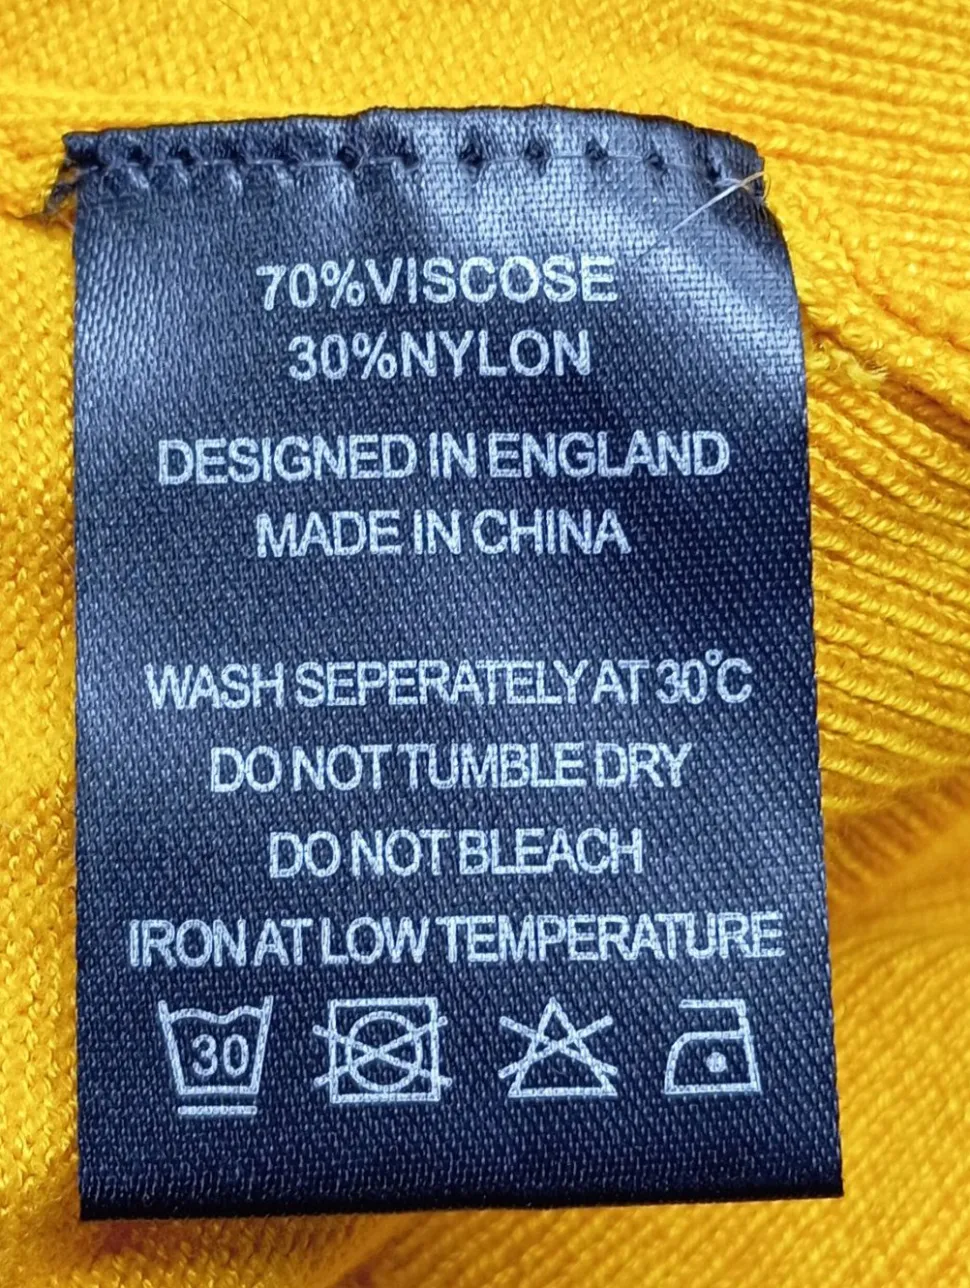 70%VISCOSE
30%NYLON
DESIGNED IN ENGLAND
MADE IN CHINA
WASH SEPERATELY AT 30°C
DO NOT TUMBLE DRY
DO NOT BLEACH
IRON AT LOW TEMPERATURE
30